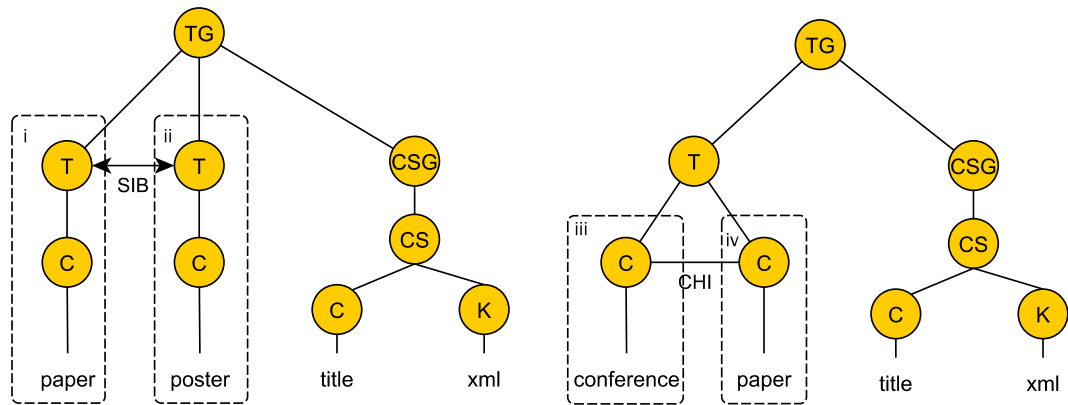 TG
TG
i
ii
T
SIB
T
CSG
T
CSG
C
C
CS
iii
iv
C
CHI
C
CS
C
K
C
K
paper
poster
title
xml
conference
paper
title
xml